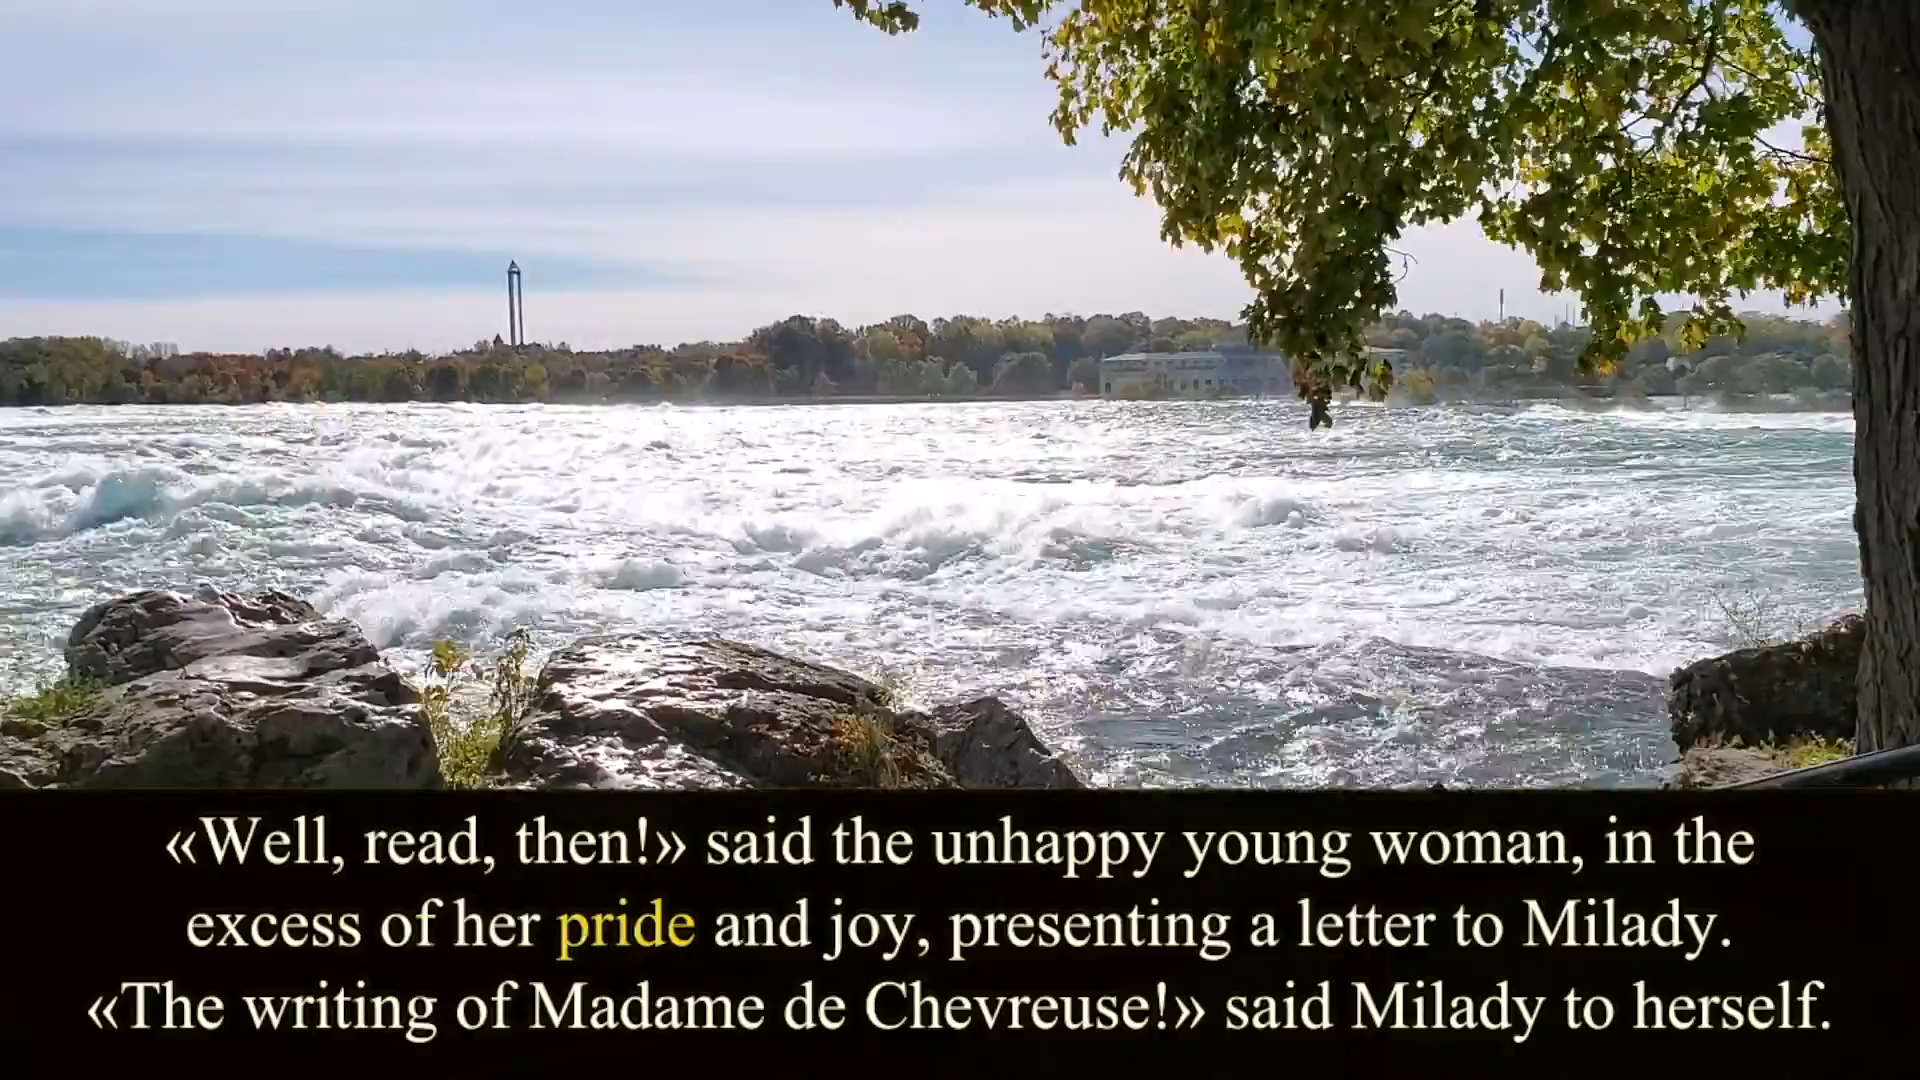 «Well, read, then!» said the unhappy young woman, in the
excess of her pride and joy, presenting a letter to Milady.
«The writing of Madame de Chevreuse!» said Milady to herself.